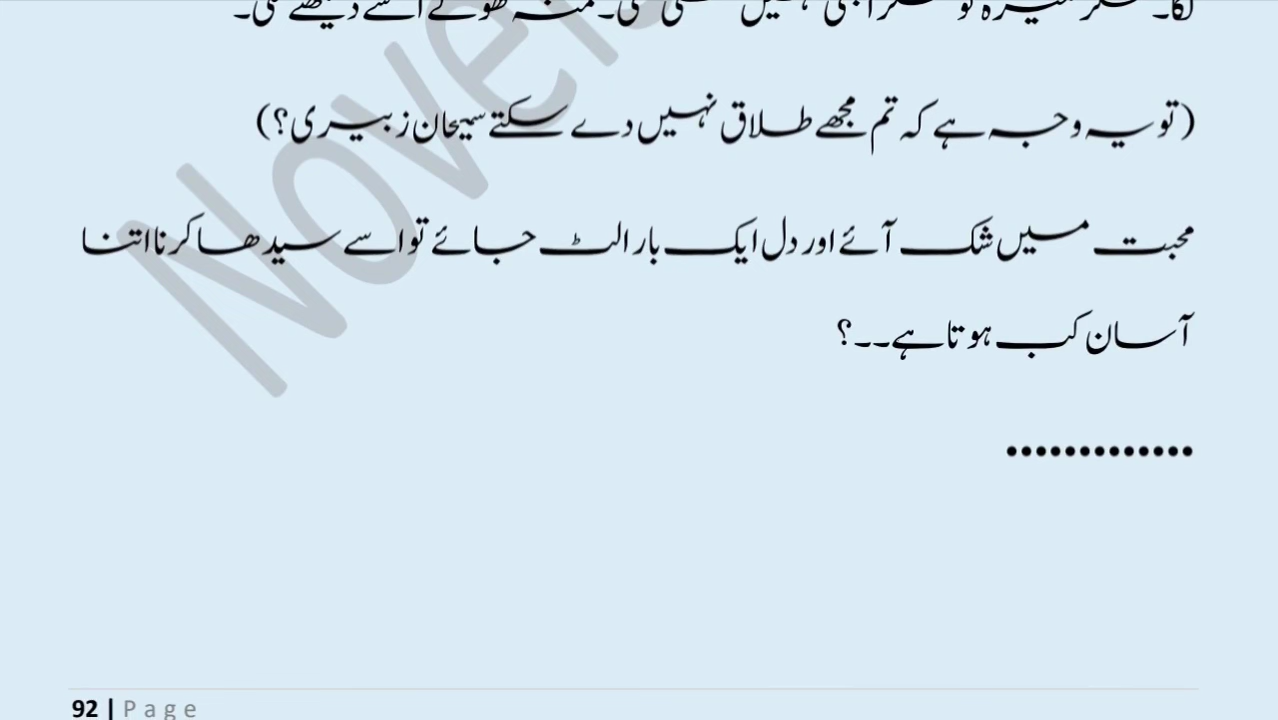 (تو یہ وجہ ہے کہ تم مجھے طلاق نہیں دے سکتے سبحان زبیری؟)
محبت میں شک آئے اور دل ایک بار الٹ جائے تو اسے سیدھا کرنا اتنا
آسان کب ہوتا ہے۔۔؟
•••••••••••••
92 | Page
Novel